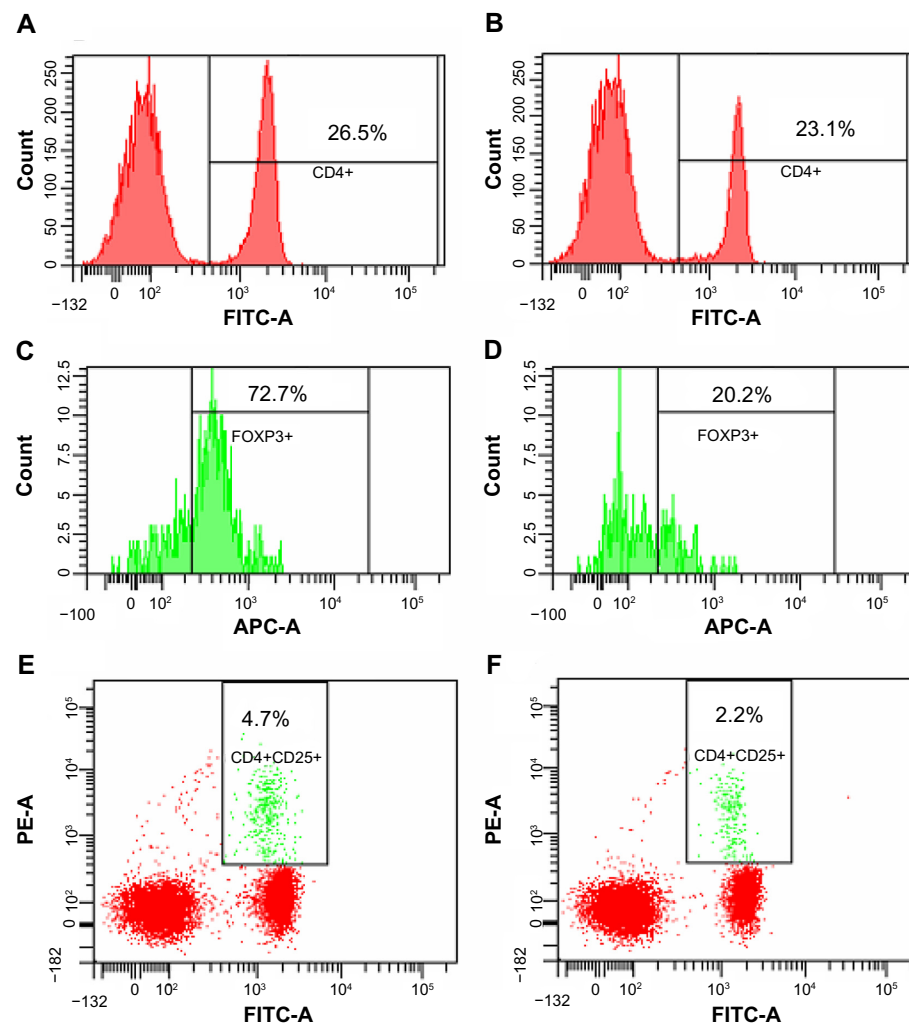 A
250
200
150
100
50
0
Count
26.5%
CD4+
−132
0 10² 10³ 10⁴ 10⁵
FITC-A
B
250
200
150
100
50
0
Count
23.1%
CD4+
−132
0 10² 10³ 10⁴ 10⁵
FITC-A
C
12.5
10
7.5
5
2.5
0
Count
72.7%
FOXP3+
−100
0 10² 10³ 10⁴ 10⁵
APC-A
D
12.5
10
7.5
5
2.5
0
Count
20.2%
FOXP3+
−100
0 10² 10³ 10⁴ 10⁵
APC-A
E
10⁵
10⁴
10³
10²
0
−182
PE-A
4.7%
CD4+CD25+
−132
0 10² 10³ 10⁴ 10⁵
FITC-A
F
10⁵
10⁴
10³
10²
0
−182
PE-A
2.2%
CD4+CD25+
−132
0 10² 10³ 10⁴ 10⁵
FITC-A